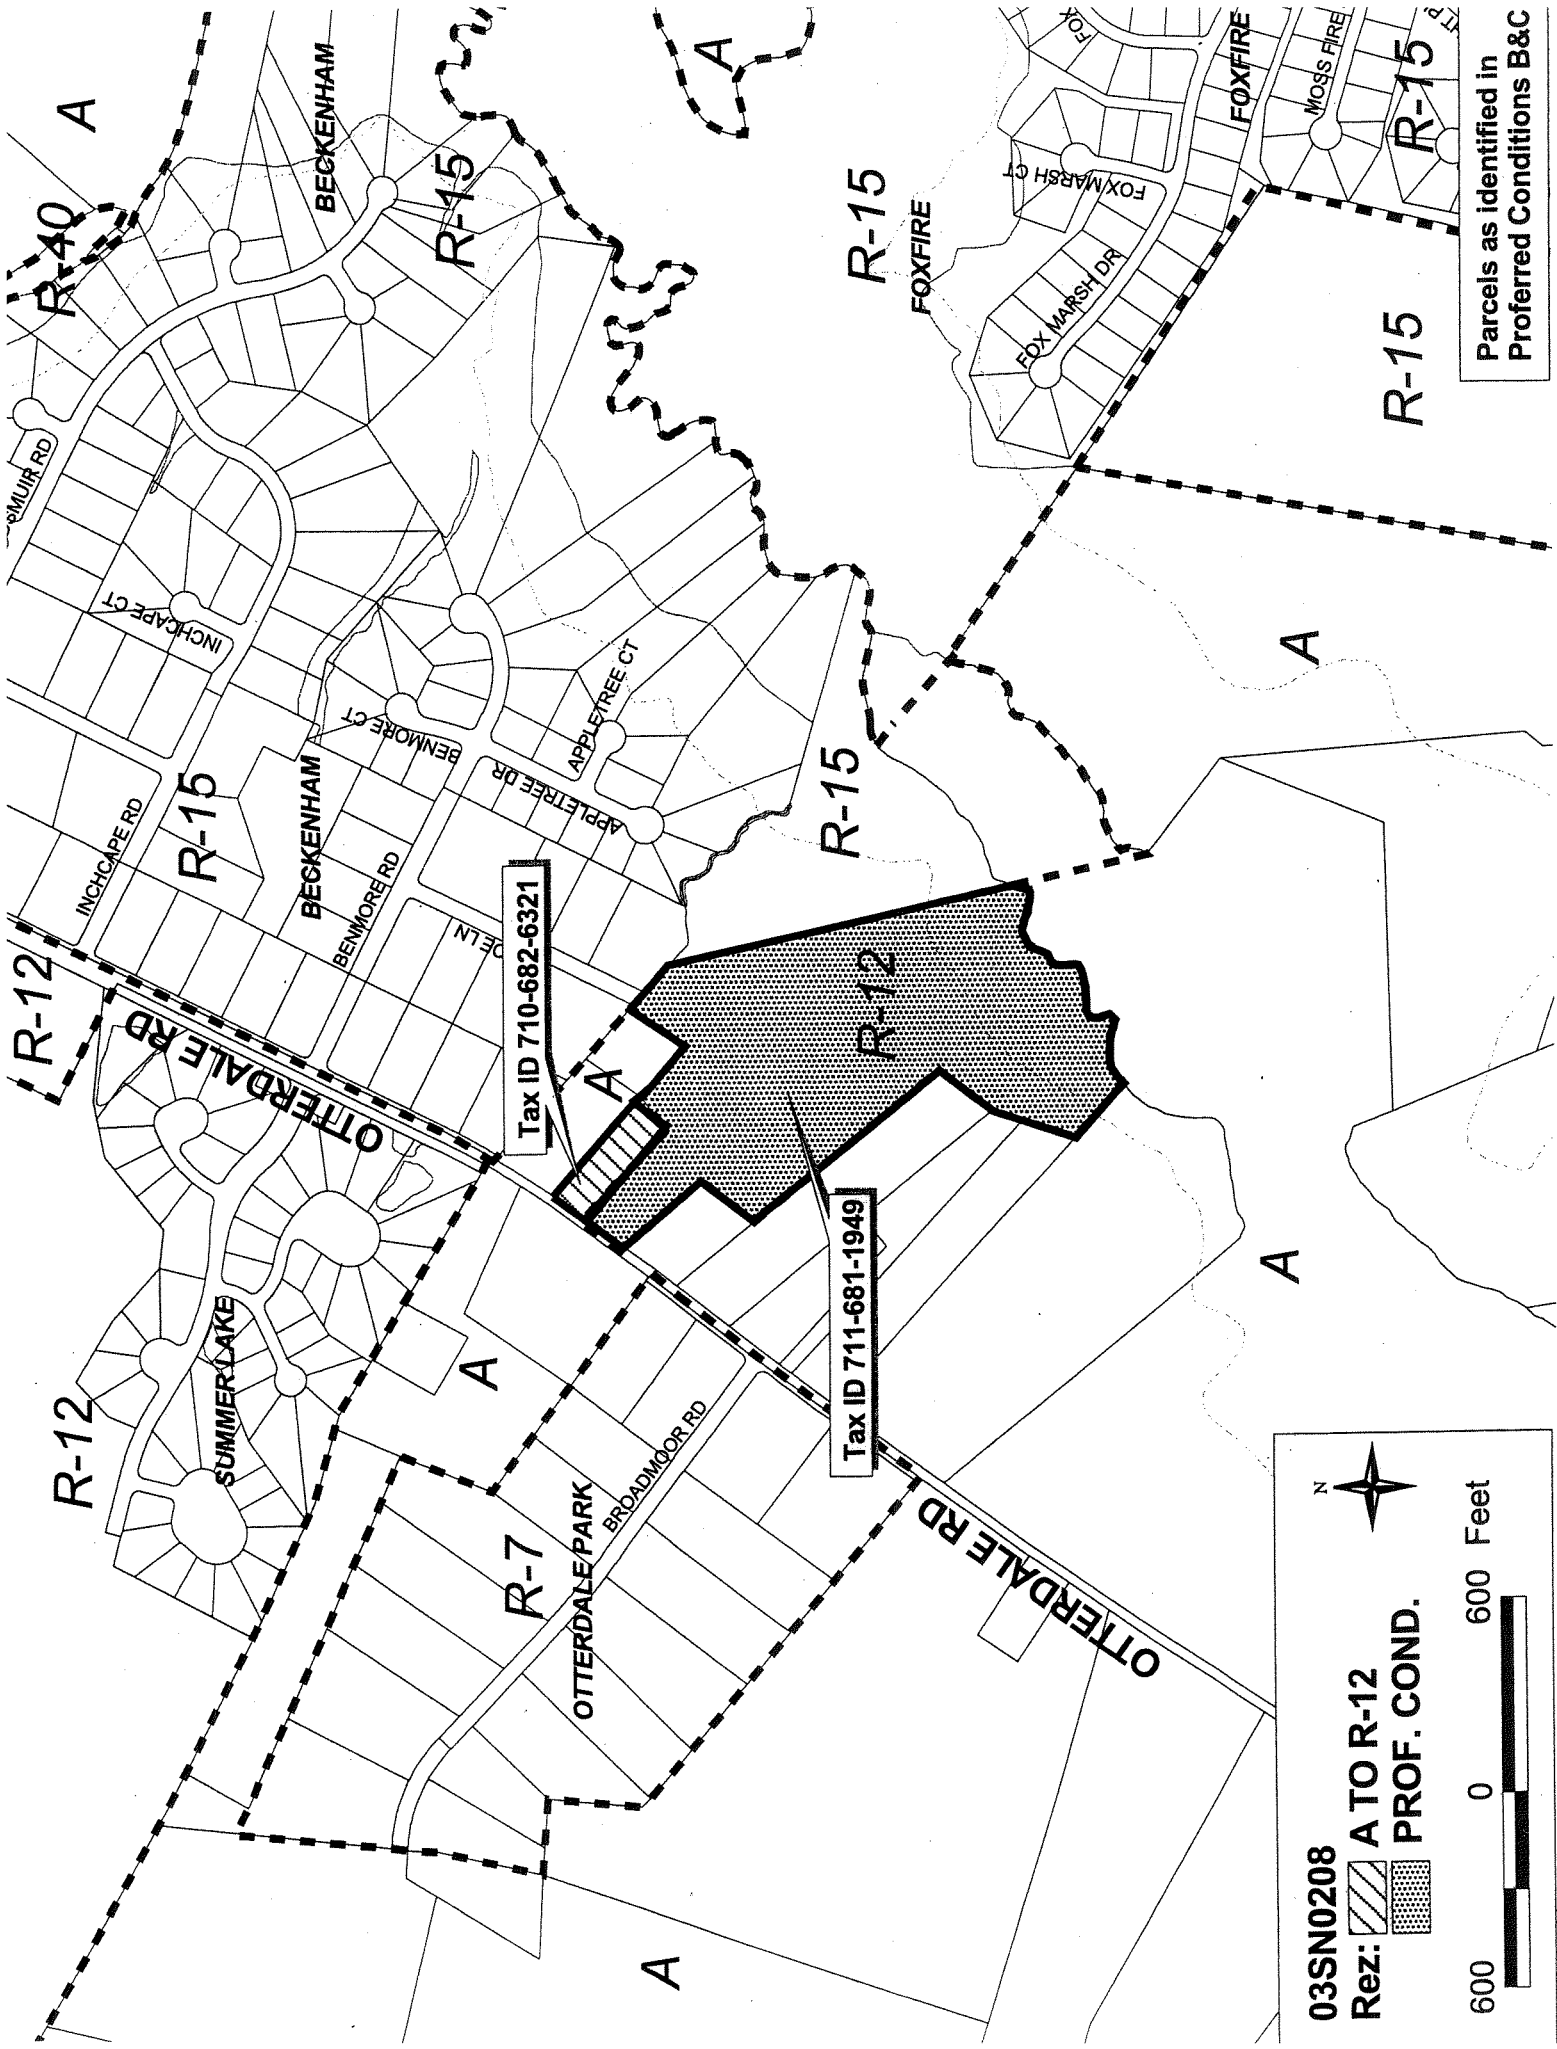 A
R-40
BECKENHAM
R-15
A
FOX
FOXFIRE
MOSS FIRE
R-15
FOX MARSH CT
FOX MARSH DR
R-15
FOXFIRE
R-15
Parcels as identified in
Proferred Conditions B&C
INCHCAPE CT
BENMORE CT
APPLETREE CT
APPLETREE DR
INCHCAPE RD
R-15
BECKENHAM
BENMORE RD
R-15
A
R-12
OTTERDALE RD
Tax ID 710-682-6321
A
R-12
Tax ID 711-681-1949
A
R-12
SUMMER LAKE
A
R-7
OTTERDALE PARK
BROADMOOR RD
OTTERDALE RD
A
03SN0208
Rez: A TO R-12
PROF. COND.
N
600 0 600 Feet